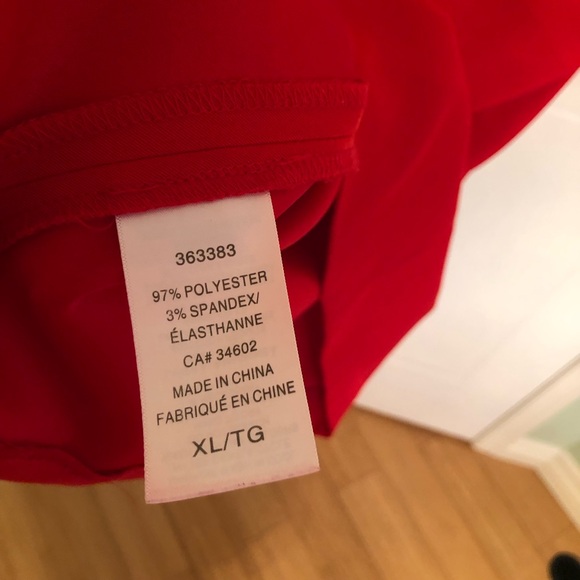 363383
97% POLYESTER
3% SPANDEX/
ÉLASTHANNE
CA# 34602
MADE IN CHINA
FABRIQUÉ EN CHINE
XL/TG